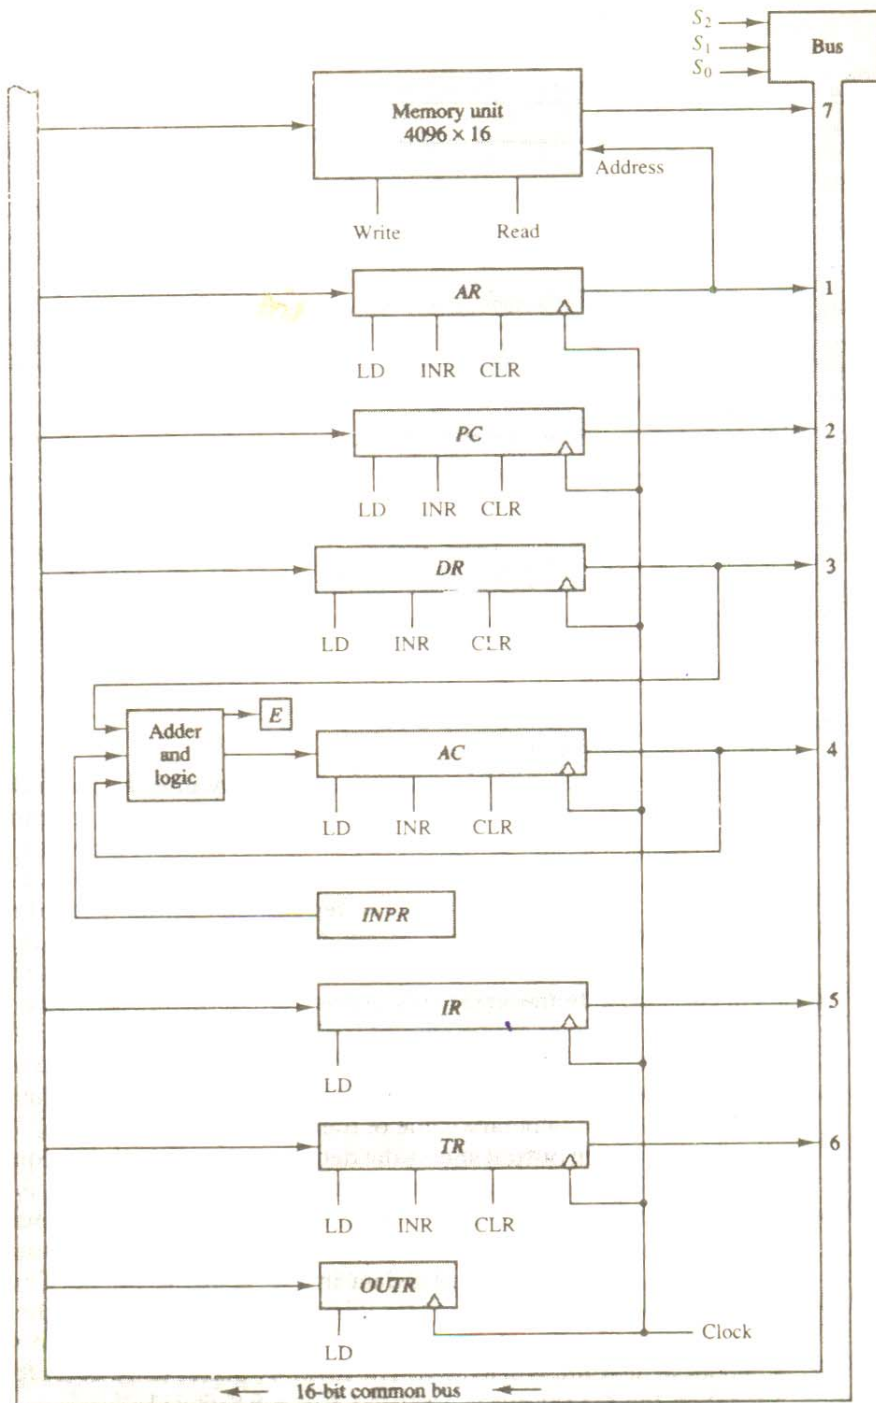 S2
S1
S0
Bus
Memory unit
4096 × 16
7
Address
Write
Read
AR
1
LD
INR
CLR
PC
2
LD
INR
CLR
DR
3
LD
INR
CLR
Adder
and
logic
E
AC
4
LD
INR
CLR
INPR
IR
5
LD
TR
6
LD
INR
CLR
OUTR
LD
Clock
16-bit common bus